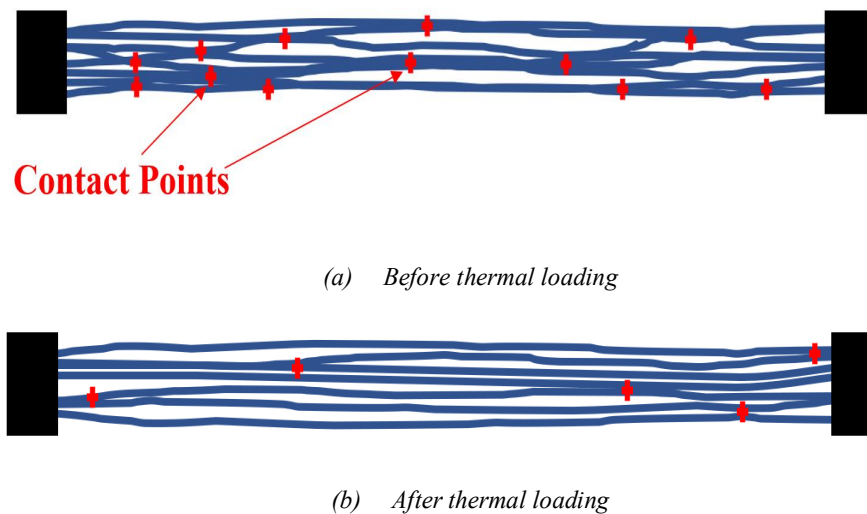 Contact Points
(a) Before thermal loading
(b) After thermal loading